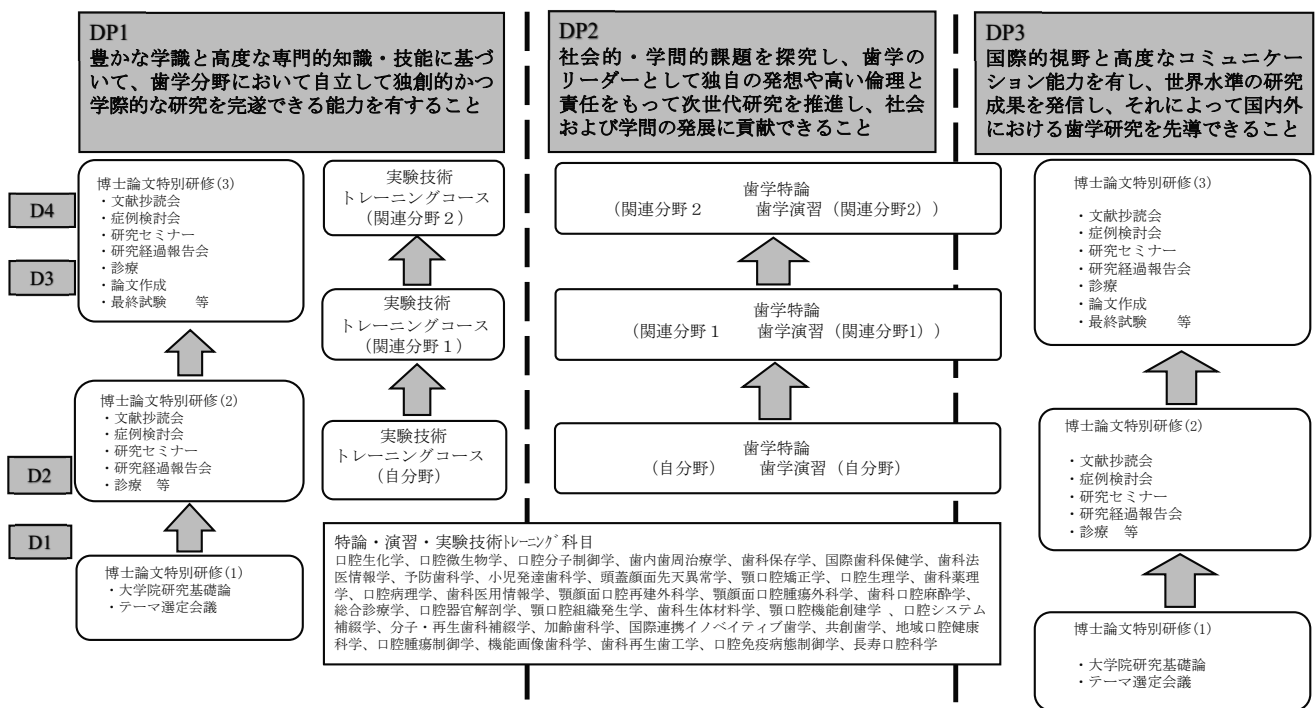 DP1
豊かな学識と高度な専門的知識・技能に基づ
いて、歯学分野において自立して独創的かつ
学際的な研究を完遂できる能力を有すること
DP2
社会的・学問的課題を探究し、歯学の
リーダーとして独自の発想や高い倫理と
責任をもって次世代研究を推進し、社会
および学問の発展に貢献できること
DP3
国際的視野と高度なコミュニケー
ション能力を有し、世界水準の研究
成果を発信し、それによって国内外
における歯学研究を先導できること
D4
D3
D2
D1
博士論文特別研修(3)
・文献抄読会
・症例検討会
・研究セミナー
・研究経過報告会
・診療
・論文作成
・最終試験　等
博士論文特別研修(2)
・文献抄読会
・症例検討会
・研究セミナー
・研究経過報告会
・診療　等
博士論文特別研修(1)
・大学院研究基礎論
・テーマ選定会議
実験技術
トレーニングコース
(関連分野２)
実験技術
トレーニングコース
(関連分野１)
実験技術
トレーニングコース
(自分野)
歯学特論
(関連分野２　歯学演習（関連分野2）)
歯学特論
(関連分野１　歯学演習（関連分野1）)
歯学特論
(自分野)　歯学演習（自分野)
特論・演習・実験技術ﾄﾚｰﾆﾝｸﾞ科目
口腔生化学、口腔微生物学、口腔分子制御学、歯内歯周治療学、歯科保存学、国際歯科保健学、歯科法
医情報学、予防歯科学、小児発達歯科学、頭蓋顔面先天異常学、顎口腔矯正学、口腔生理学、歯科薬理
学、口腔病理学、歯科医用情報学、顎顔面口腔再建外科学、顎顔面口腔腫瘍外科学、歯科口腔麻酔学、
総合診療学、口腔器官解剖学、顎口腔組織発生学、歯科生体材料学、顎口腔機能創建学 、口腔システム
補綴学、分子・再生歯科補綴学、加齢歯科学、国際連携イノベイティブ歯学、共創歯学、地域口腔健康
科学、口腔腫瘍制御学、機能画像歯科学、歯科再生歯工学、口腔免疫病態制御学、長寿口腔科学
博士論文特別研修(3)
・文献抄読会
・症例検討会
・研究セミナー
・研究経過報告会
・診療
・論文作成
・最終試験　等
博士論文特別研修(2)
・文献抄読会
・症例検討会
・研究セミナー
・研究経過報告会
・診療　等
博士論文特別研修(1)
・大学院研究基礎論
・テーマ選定会議